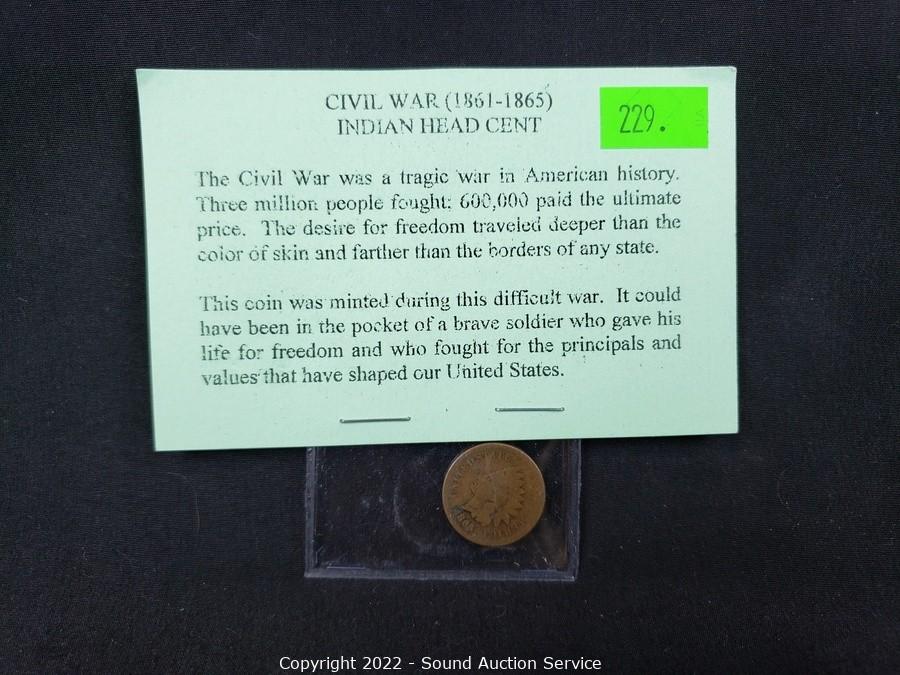 CIVIL WAR (1861-1865)
INDIAN HEAD CENT
229.
The Civil War was a tragic war in American history.
Three million people fought; 600,000 paid the ultimate
price. The desire for freedom traveled deeper than the
color of skin and farther than the borders of any state.
This coin was minted during this difficult war. It could
have been in the pocket of a brave soldier who gave his
life for freedom and who fought for the principals and
values that have shaped our United States.
Copyright 2022 - Sound Auction Service